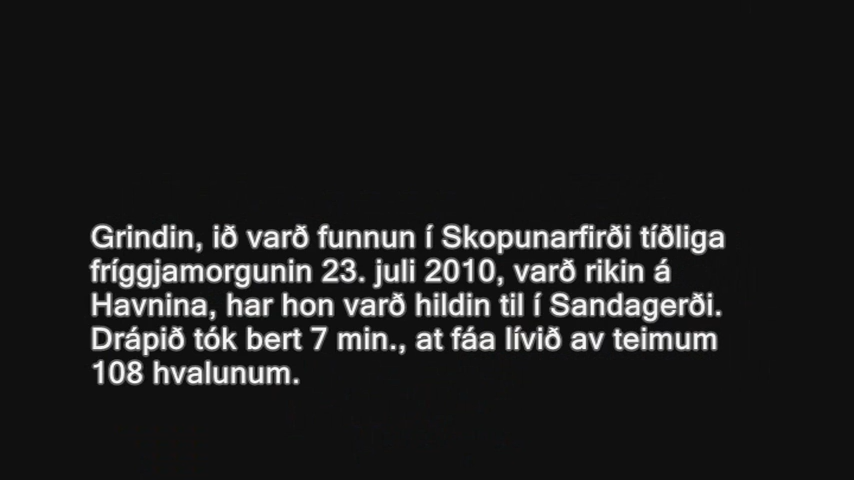 Grindin, ið varð funnun í Skopunarfirði tíðliga
fríggjamorgunin 23. juli 2010, varð rikin á
Havnina, har hon varð hildin til í Sandagerði.
Drápið tók bert 7 min., at fáa lívið av teimum
108 hvalunum.